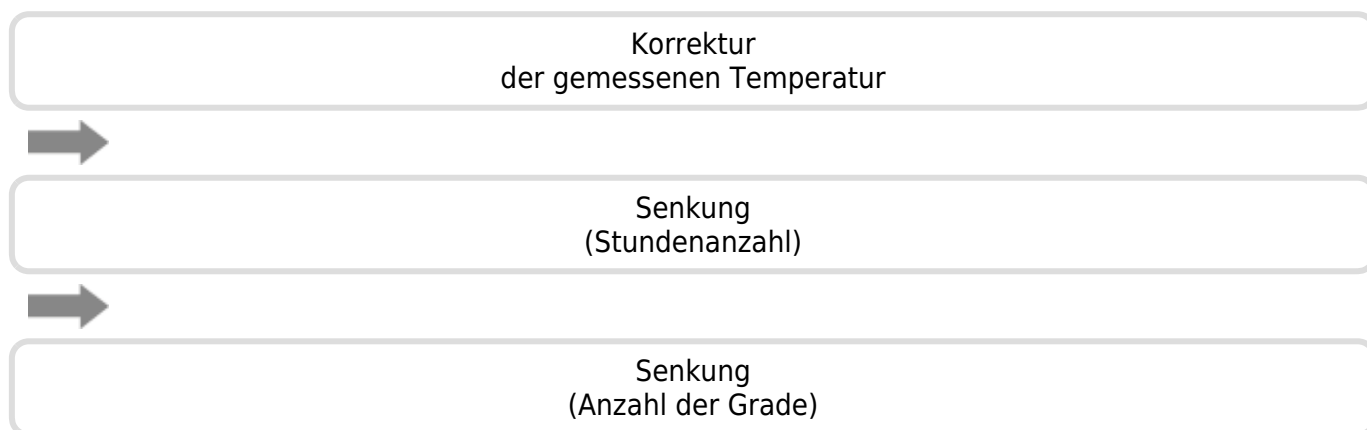 Korrektur
der gemessenen Temperatur
Senkung
(Stundenanzahl)
Senkung
(Anzahl der Grade)